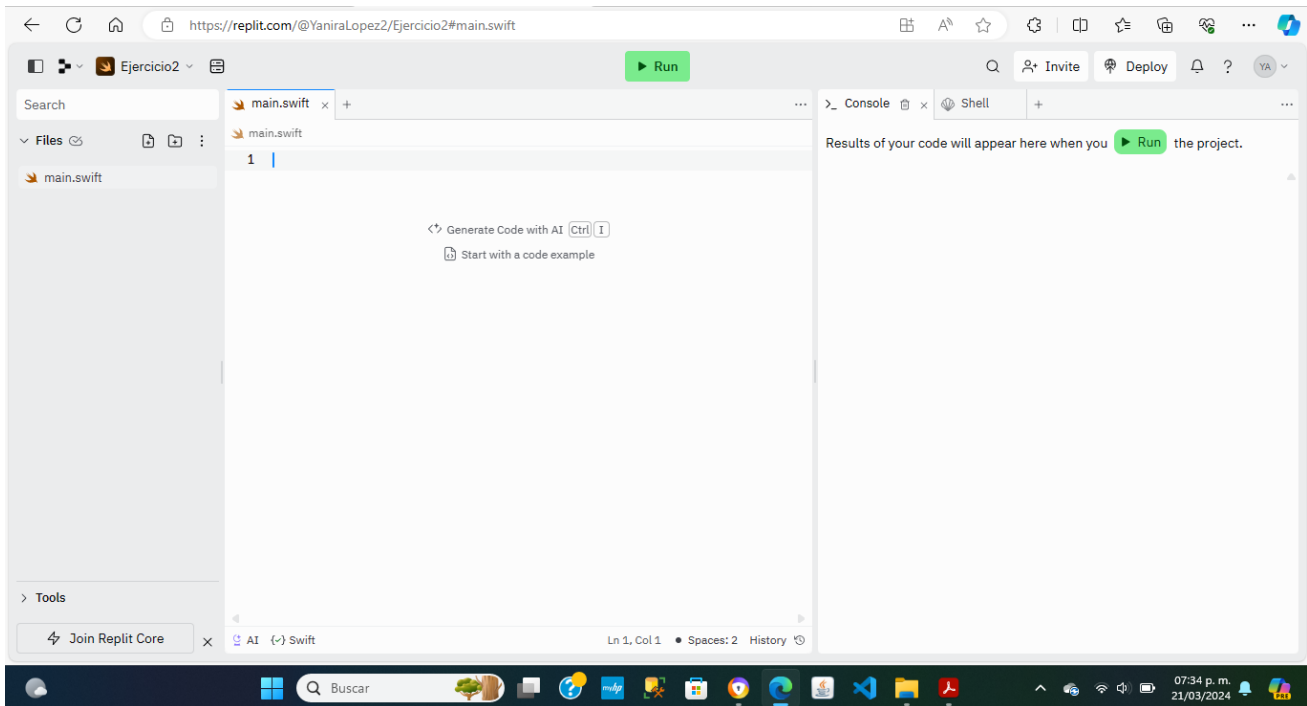 https://replit.com/@YaniraLopez2/Ejercicio2#main.swift
Ejercicio2
Run
Invite
Deploy
?
YA
Search
Files
main.swift
main.swift
main.swift
1
Generate Code with AI Ctrl I
Start with a code example
Console
Shell
Results of your code will appear here when you Run the project.
Tools
Join Replit Core
AI
Swift
Ln 1, Col 1
Spaces: 2
History
Buscar
07:34 p. m.
21/03/2024
PRE